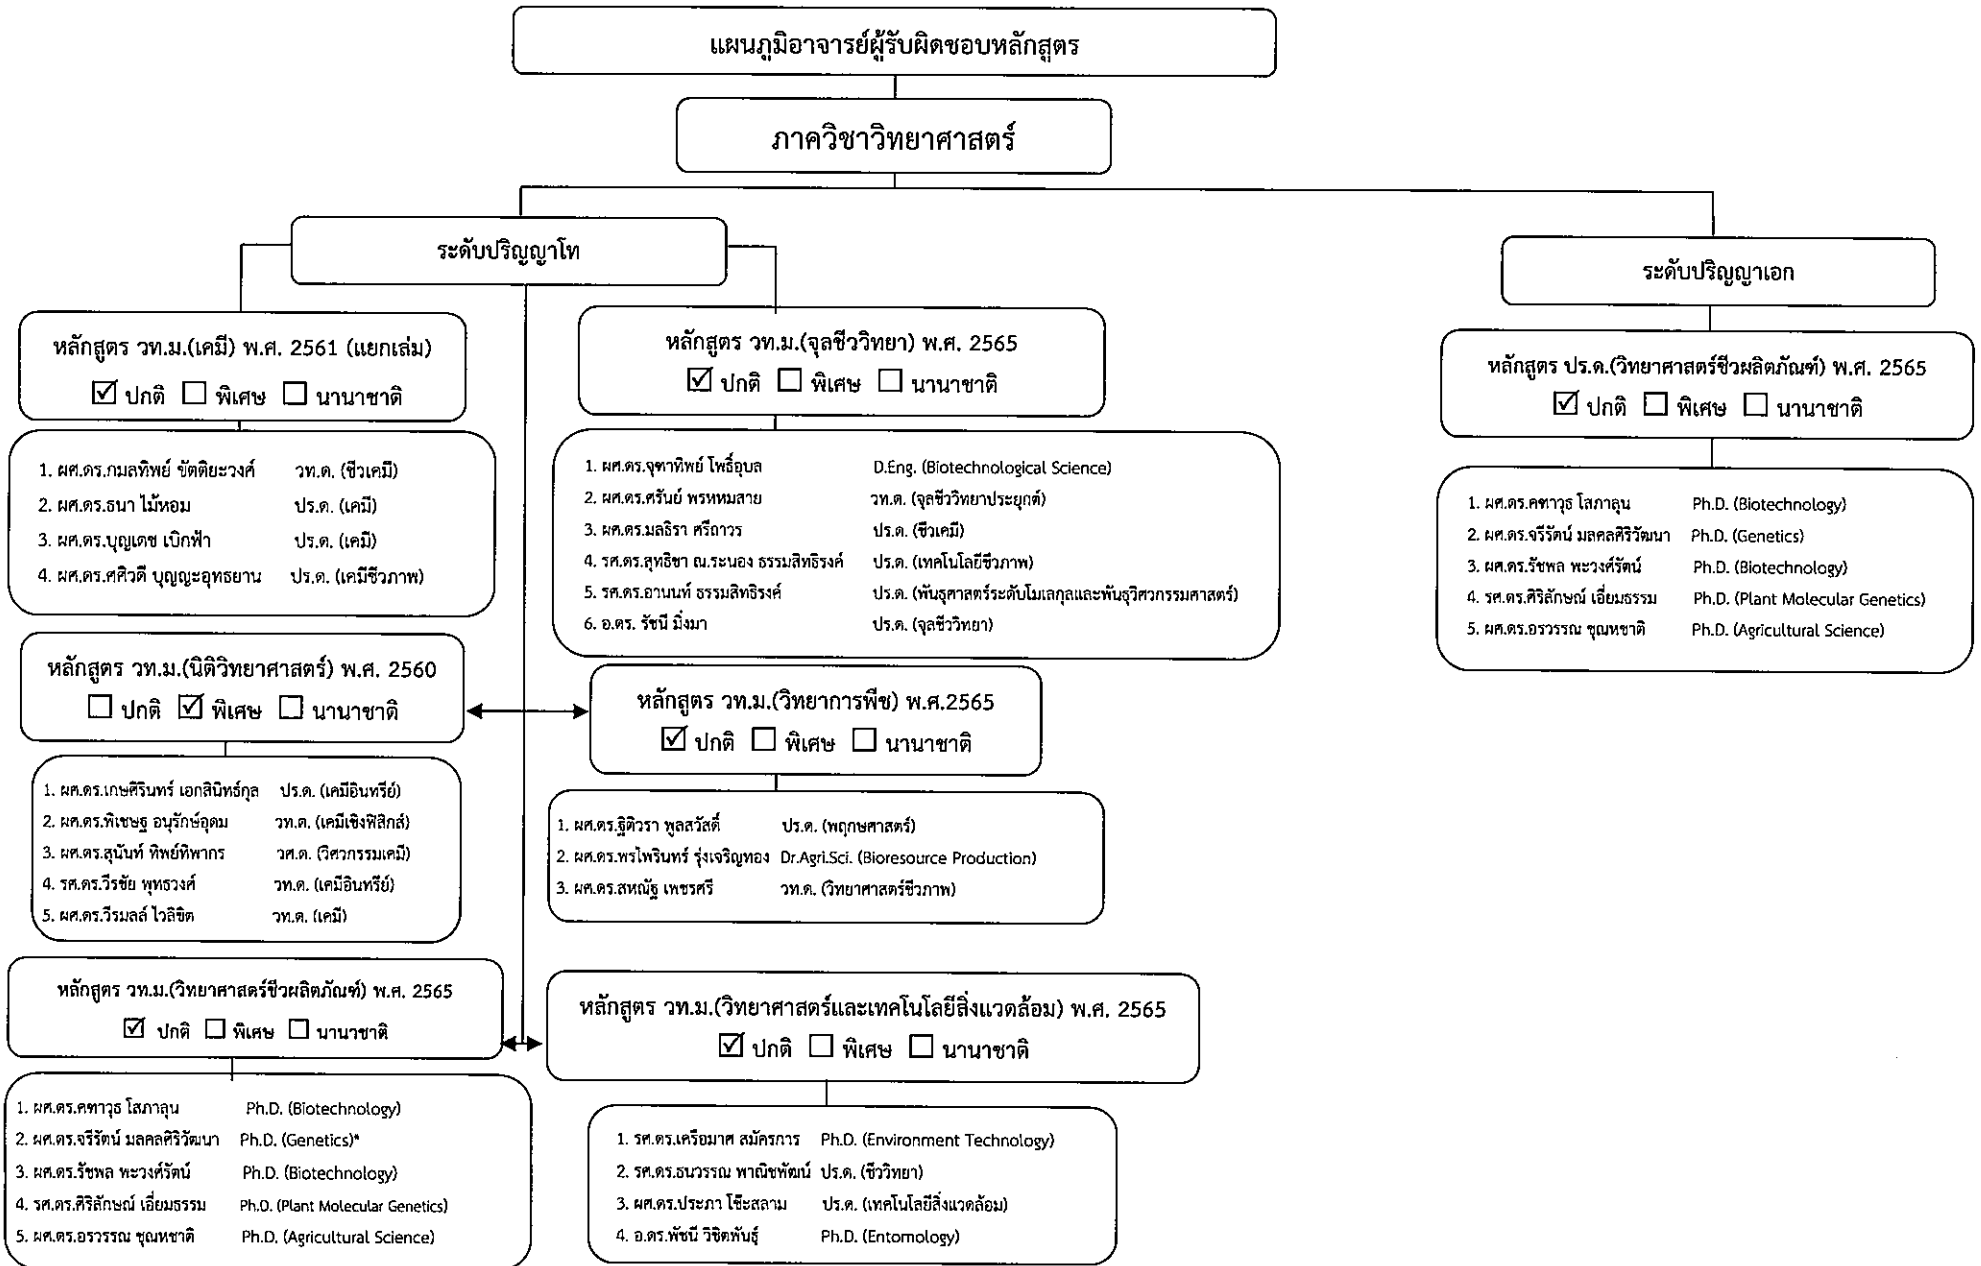 แผนภูมิอาจารย์ผู้รับผิดชอบหลักสูตร
ภาควิชาวิทยาศาสตร์
ระดับปริญญาโท
ระดับปริญญาเอก
หลักสูตร วท.ม.(เคมี) พ.ศ. 2561 (แยกเล่ม)
☑ ปกติ ☐ พิเศษ ☐ นานาชาติ
1. ผศ.ดร.กมลทิพย์ ขัตติยะวงศ์ วท.ด. (ชีวเคมี)
2. ผศ.ดร.ธนา ไม้หอม ปร.ด. (เคมี)
3. ผศ.ดร.บุญเดช เบิกฟ้า ปร.ด. (เคมี)
4. ผศ.ดร.ศศิวดี บุญญะอุทธยาน ปร.ด. (เคมีชีวภาพ)
หลักสูตร วท.ม.(จุลชีววิทยา) พ.ศ. 2565
☑ ปกติ ☐ พิเศษ ☐ นานาชาติ
1. ผศ.ดร.จุฑาทิพย์ โพธิ์อุบล D.Eng. (Biotechnological Science)
2. ผศ.ดร.ศรันย์ พรหมสาย วท.ด. (จุลชีววิทยาประยุกต์)
3. ผศ.ดร.มลธิรา ศรีถาวร ปร.ด. (ชีวเคมี)
4. รศ.ดร.สุทธิชา ณ.ระนอง ธรรมสิทธิรงค์ ปร.ด. (เทคโนโลยีชีวภาพ)
5. รศ.ดร.อานนท์ ธรรมสิทธิรงค์ ปร.ด. (พันธุศาสตร์ระดับโมเลกุลและพันธุวิศวกรรมศาสตร์)
6. อ.ดร. รัชนี มิ่งมา ปร.ด. (จุลชีววิทยา)
หลักสูตร ปร.ด.(วิทยาศาสตร์ชีวผลิตภัณฑ์) พ.ศ. 2565
☑ ปกติ ☐ พิเศษ ☐ นานาชาติ
1. ผศ.ดร.คฑาวุธ โสภาลุน Ph.D. (Biotechnology)
2. ผศ.ดร.จรีรัตน์ มลคลศิริวัฒนา Ph.D. (Genetics)
3. ผศ.ดร.รัชพล พะวงศ์รัตน์ Ph.D. (Biotechnology)
4. รศ.ดร.ศิริลักษณ์ เอี่ยมธรรม Ph.D. (Plant Molecular Genetics)
5. ผศ.ดร.อรวรรณ ชุณหชาติ Ph.D. (Agricultural Science)
หลักสูตร วท.ม.(นิติวิทยาศาสตร์) พ.ศ. 2560
☐ ปกติ ☑ พิเศษ ☐ นานาชาติ
1. ผศ.ดร.เกษศิรินทร์ เอกสินิทธ์กุล ปร.ด. (เคมีอินทรีย์)
2. ผศ.ดร.พิเชษฐ อนุรักษ์อุดม วท.ด. (เคมีเชิงฟิสิกส์)
3. ผศ.ดร.สุนันท์ ทิพย์ทิพากร วศ.ด. (วิศวกรรมเคมี)
4. รศ.ดร.วีรชัย พุทธวงศ์ วท.ด. (เคมีอินทรีย์)
5. ผศ.ดร.วีรมลล์ ไวลิขิต วท.ด. (เคมี)
หลักสูตร วท.ม.(วิทยาการพืช) พ.ศ.2565
☑ ปกติ ☐ พิเศษ ☐ นานาชาติ
1. ผศ.ดร.ฐิติวรา พูลสวัสดิ์ ปร.ด. (พฤกษศาสตร์)
2. ผศ.ดร.พรไพรินทร์ รุ่งเจริญทอง Dr.Agri.Sci. (Bioresource Production)
3. ผศ.ดร.สหณัฐ เพชรศรี วท.ด. (วิทยาศาสตร์ชีวภาพ)
หลักสูตร วท.ม.(วิทยาศาสตร์ชีวผลิตภัณฑ์) พ.ศ. 2565
☑ ปกติ ☐ พิเศษ ☐ นานาชาติ
1. ผศ.ดร.คฑาวุธ โสภาลุน Ph.D. (Biotechnology)
2. ผศ.ดร.จรีรัตน์ มลคลศิริวัฒนา Ph.D. (Genetics)*
3. ผศ.ดร.รัชพล พะวงศ์รัตน์ Ph.D. (Biotechnology)
4. รศ.ดร.ศิริลักษณ์ เอี่ยมธรรม Ph.D. (Plant Molecular Genetics)
5. ผศ.ดร.อรวรรณ ชุณหชาติ Ph.D. (Agricultural Science)
หลักสูตร วท.ม.(วิทยาศาสตร์และเทคโนโลยีสิ่งแวดล้อม) พ.ศ. 2565
☑ ปกติ ☐ พิเศษ ☐ นานาชาติ
1. รศ.ดร.เครือมาศ สมัครการ Ph.D. (Environment Technology)
2. รศ.ดร.ธนวรรณ พาณิชพัฒน์ ปร.ด. (ชีววิทยา)
3. ผศ.ดร.ประภา โซ๊ะสลาม ปร.ด. (เทคโนโลยีสิ่งแวดล้อม)
4. อ.ดร.พัชนี วิชิตพันธุ์ Ph.D. (Entomology)